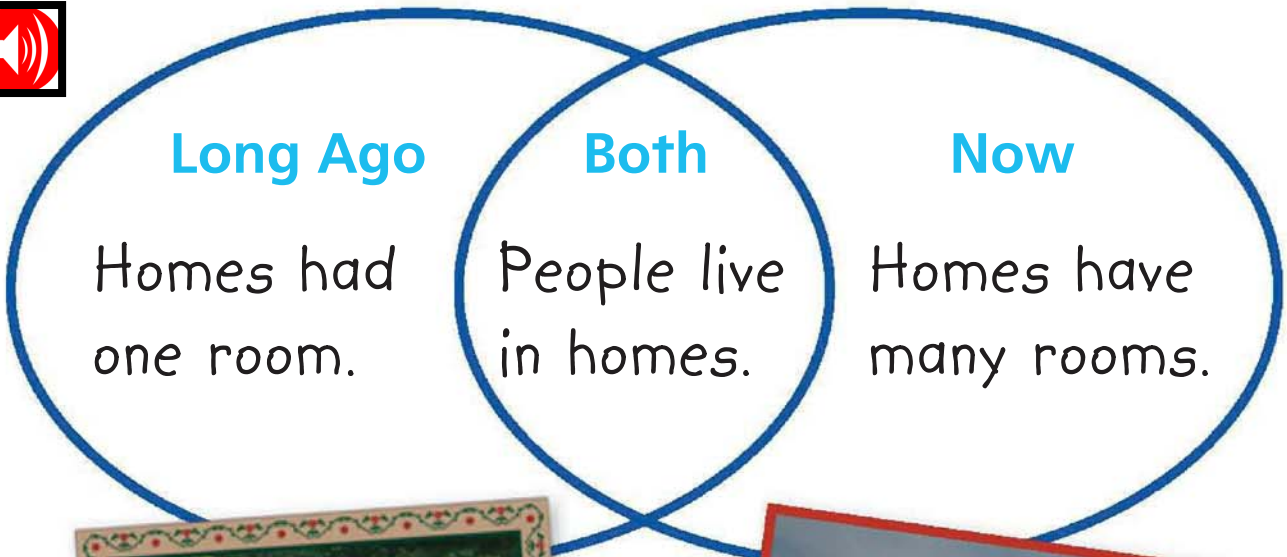 Long Ago
Homes had
one room.
Both
People live
in homes.
Now
Homes have
many rooms.